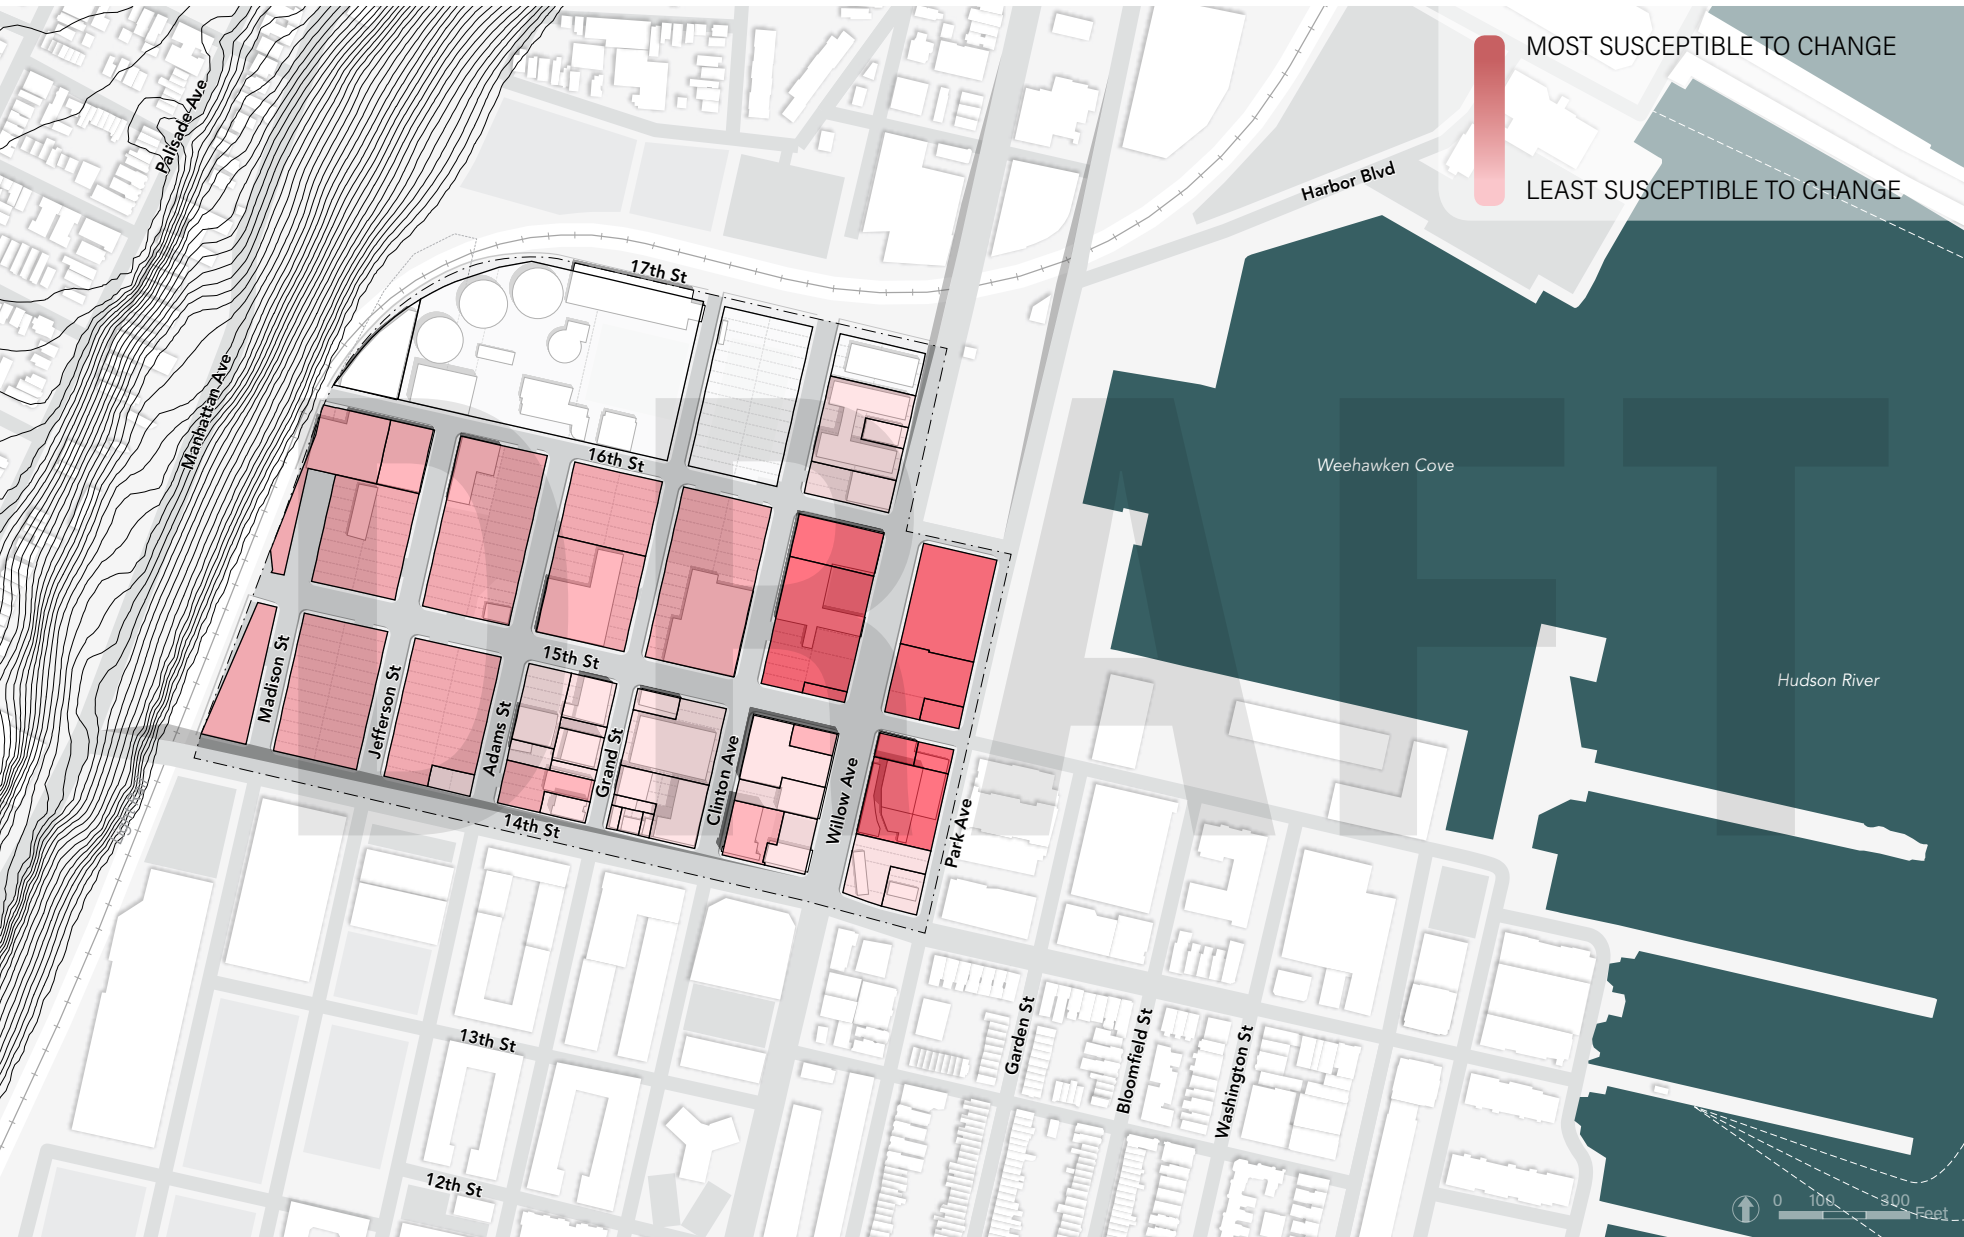 MOST SUSCEPTIBLE TO CHANGE
LEAST SUSCEPTIBLE TO CHANGE
Palisade Ave
Harbor Blvd
17th St
Manhattan Ave
16th St
Weehawken Cove
DRAFT
Hudson River
15th St
Madison St
Jefferson St
Adams St
Grand St
Clinton Ave
Willow Ave
Park Ave
14th St
13th St
Garden St
Bloomfield St
Washington St
12th St
0 100 300 Feet